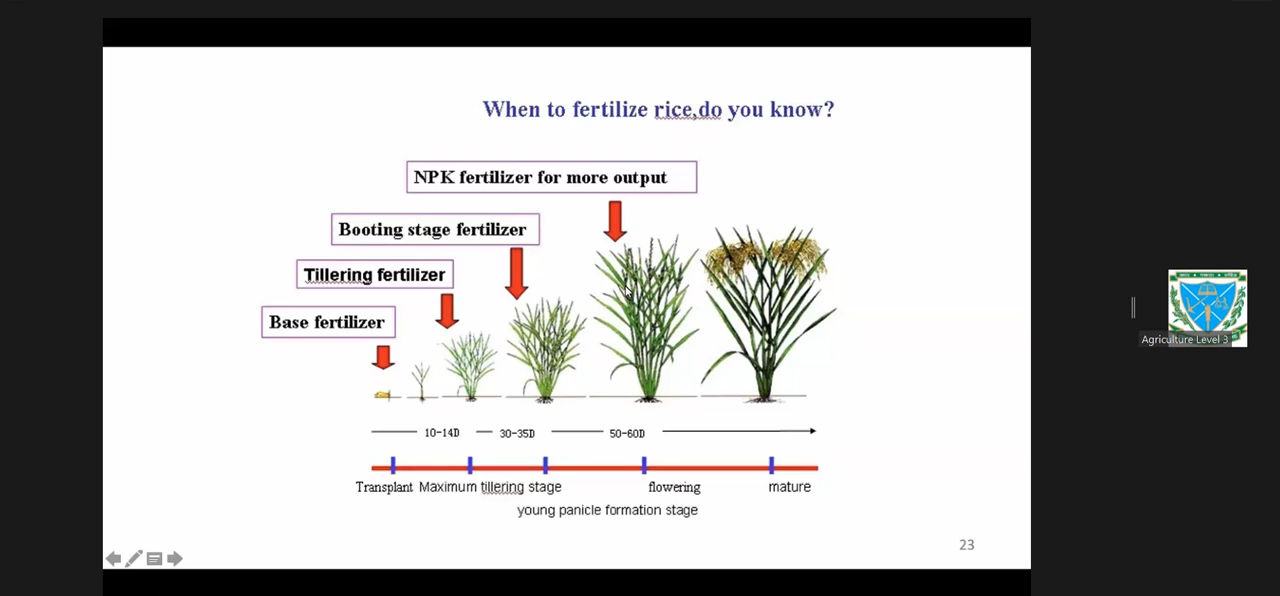 When to fertilize rice,do you know?
NPK fertilizer for more output
Booting stage fertilizer
Tillering fertilizer
Base fertilizer
10-14D 30-35D 50-60D
Transplant Maximum tillering stage flowering mature
young panicle formation stage
23
Agriculture Level 3